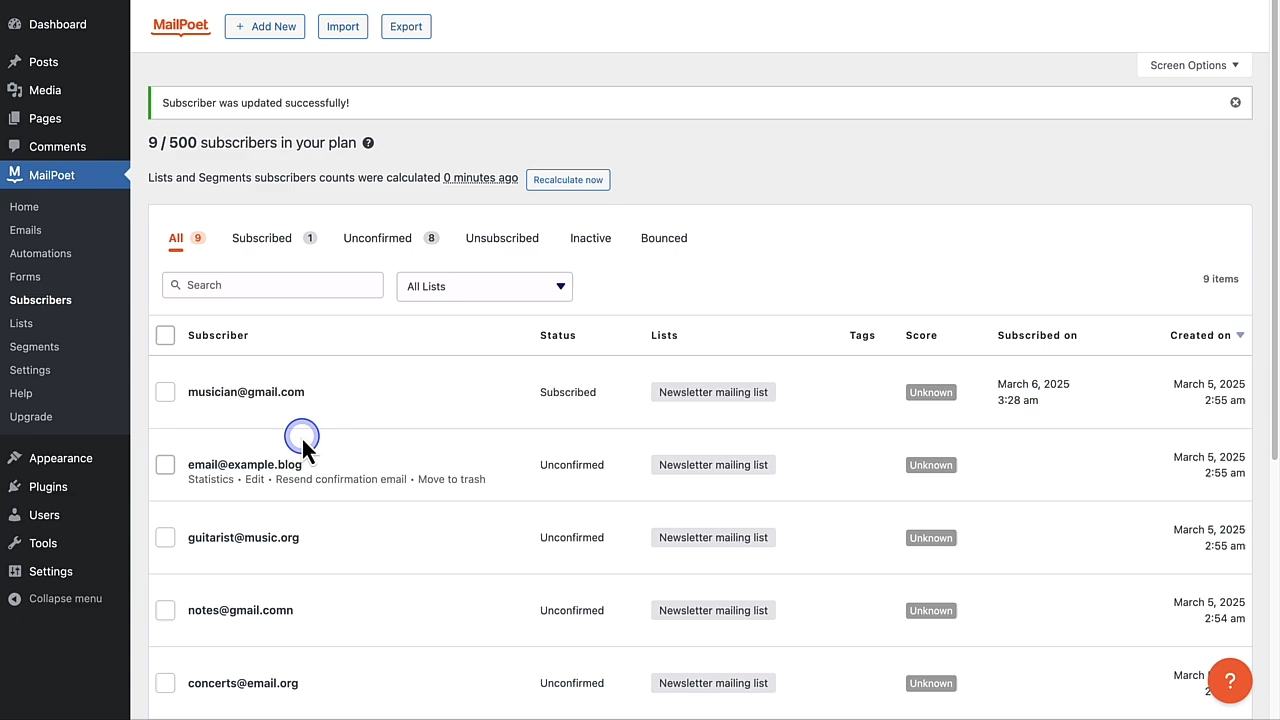 Dashboard
Posts
Media
Pages
Comments
MailPoet
Home
Emails
Automations
Forms
Subscribers
Lists
Segments
Settings
Help
Upgrade
Appearance
Plugins
Users
Tools
Settings
Collapse menu
MailPoet
+ Add New
Import
Export
Screen Options
Subscriber was updated successfully!
9 / 500 subscribers in your plan ?
Lists and Segments subscribers counts were calculated 0 minutes ago Recalculate now
All 9 Subscribed 1 Unconfirmed 8 Unsubscribed Inactive Bounced
Search
All Lists
9 items
Subscriber Status Lists Tags Score Subscribed on Created on
musician@gmail.com Subscribed Newsletter mailing list Unknown March 6, 2025 March 5, 2025
3:28 am 2:55 am
email@example.blog Unconfirmed Newsletter mailing list Unknown March 5, 2025
Statistics • Edit • Resend confirmation email • Move to trash 2:55 am
guitarist@music.org Unconfirmed Newsletter mailing list Unknown March 5, 2025
2:55 am
notes@gmail.comn Unconfirmed Newsletter mailing list Unknown March 5, 2025
2:54 am
concerts@email.org Unconfirmed Newsletter mailing list Unknown March
?